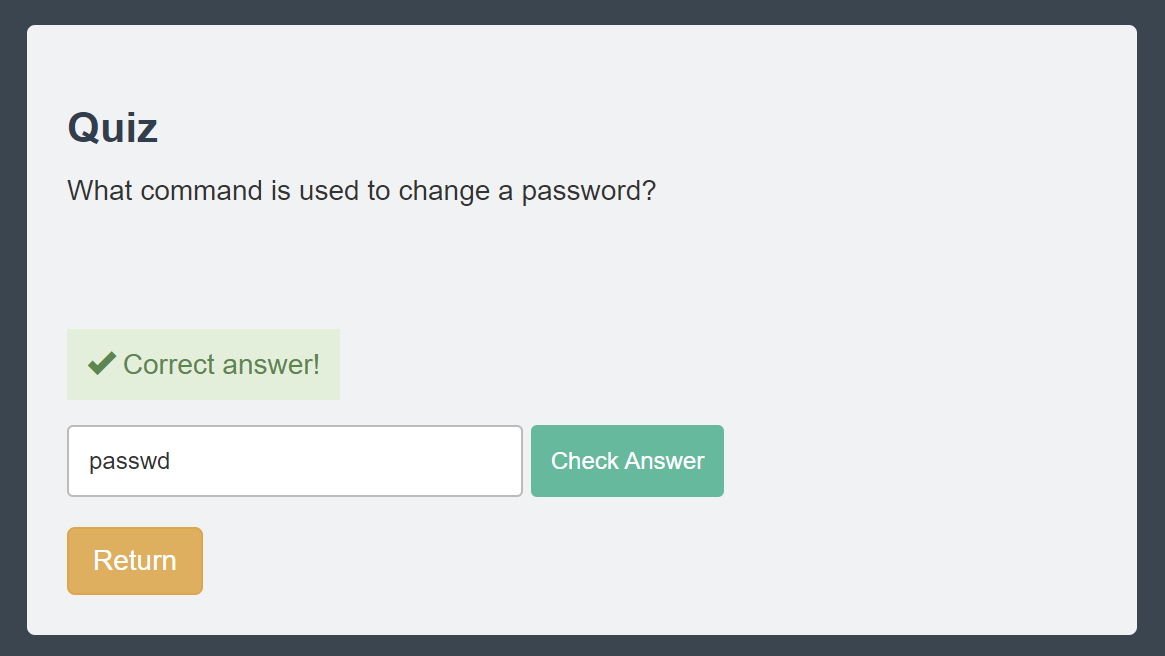 Quiz
What command is used to change a password?
Correct answer!
passwd
Check Answer
Return